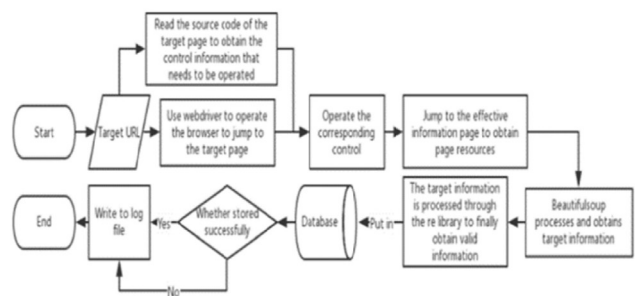 Read the source code of the
target page to obtain the
control information that
needs to be operated
Start
Target URL
Use webdriver to operate
the browser to jump to
the target page
Operate the
corresponding
control
Jump to the effective
information page to obtain
page resources
End
Write to log
file
Yes
Whether stored
successfully
Database
Put in
The target information
is processed through
the re library to finally
obtain valid
information
Beautifulsoup
processes and obtains
target information
No